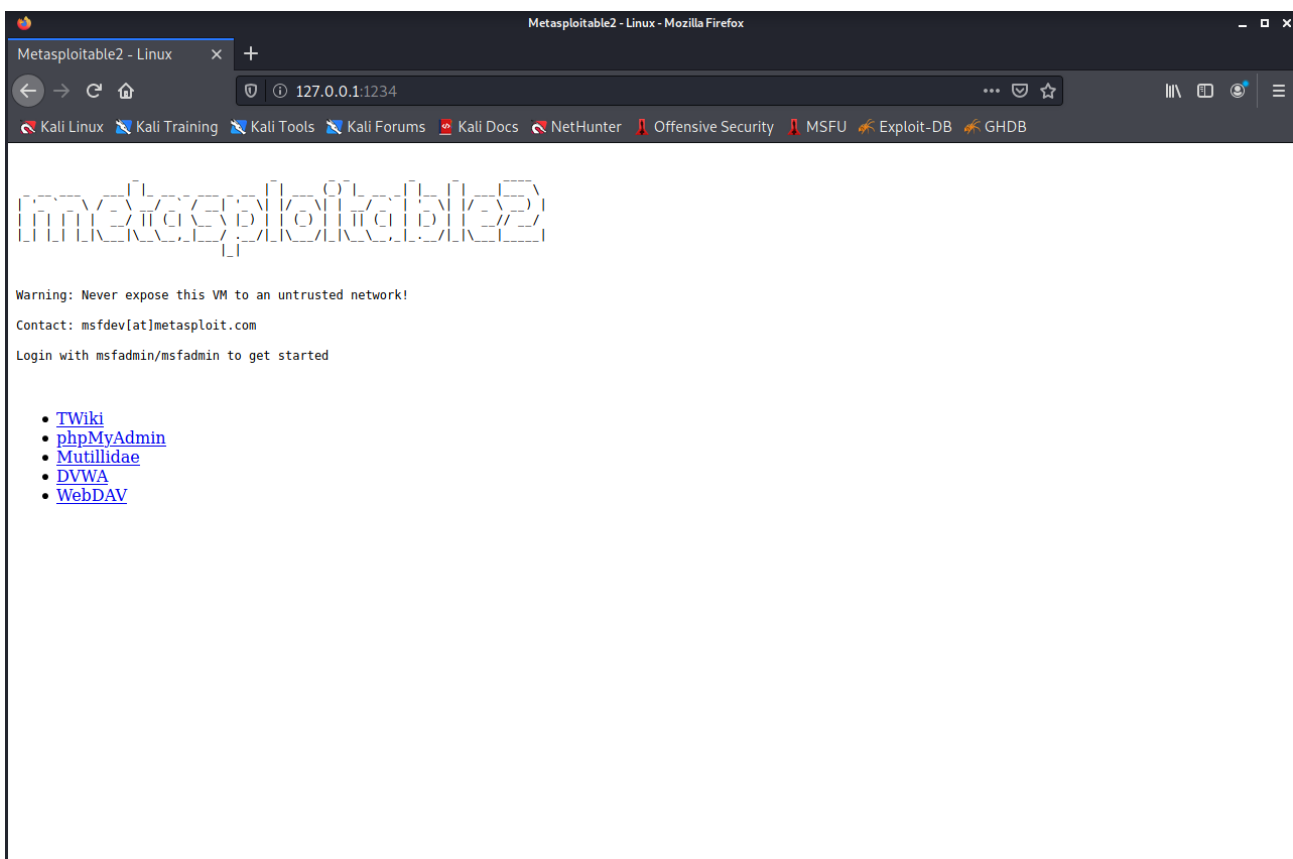 Metasploitable2 - Linux - Mozilla Firefox
Metasploitable2 - Linux
127.0.0.1:1234
Kali Linux Kali Training Kali Tools Kali Forums Kali Docs NetHunter Offensive Security MSFU Exploit-DB GHDB
metasploitable2
Warning: Never expose this VM to an untrusted network!
Contact: msfdev[at]metasploit.com
Login with msfadmin/msfadmin to get started
TWiki
phpMyAdmin
Mutillidae
DVWA
WebDAV